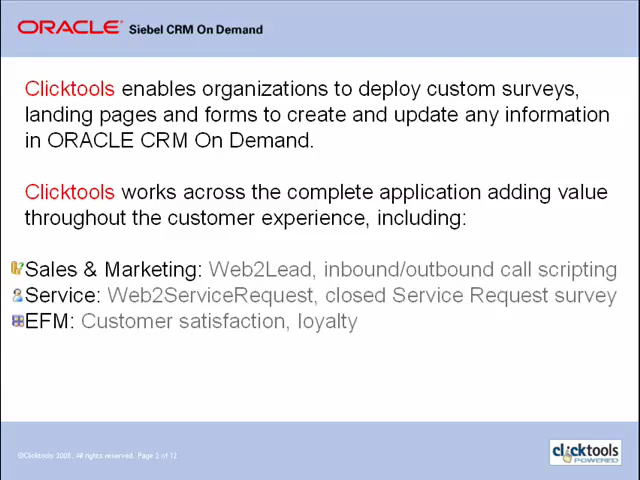 ORACLE Siebel CRM On Demand
Clicktools enables organizations to deploy custom surveys,
landing pages and forms to create and update any information
in ORACLE CRM On Demand.
Clicktools works across the complete application adding value
throughout the customer experience, including:
Sales & Marketing: Web2Lead, inbound/outbound call scripting
Service: Web2ServiceRequest, closed Service Request survey
EFM: Customer satisfaction, loyalty
©Clicktools 2008. All rights reserved. Page 2 of 12
clicktools
POWERED